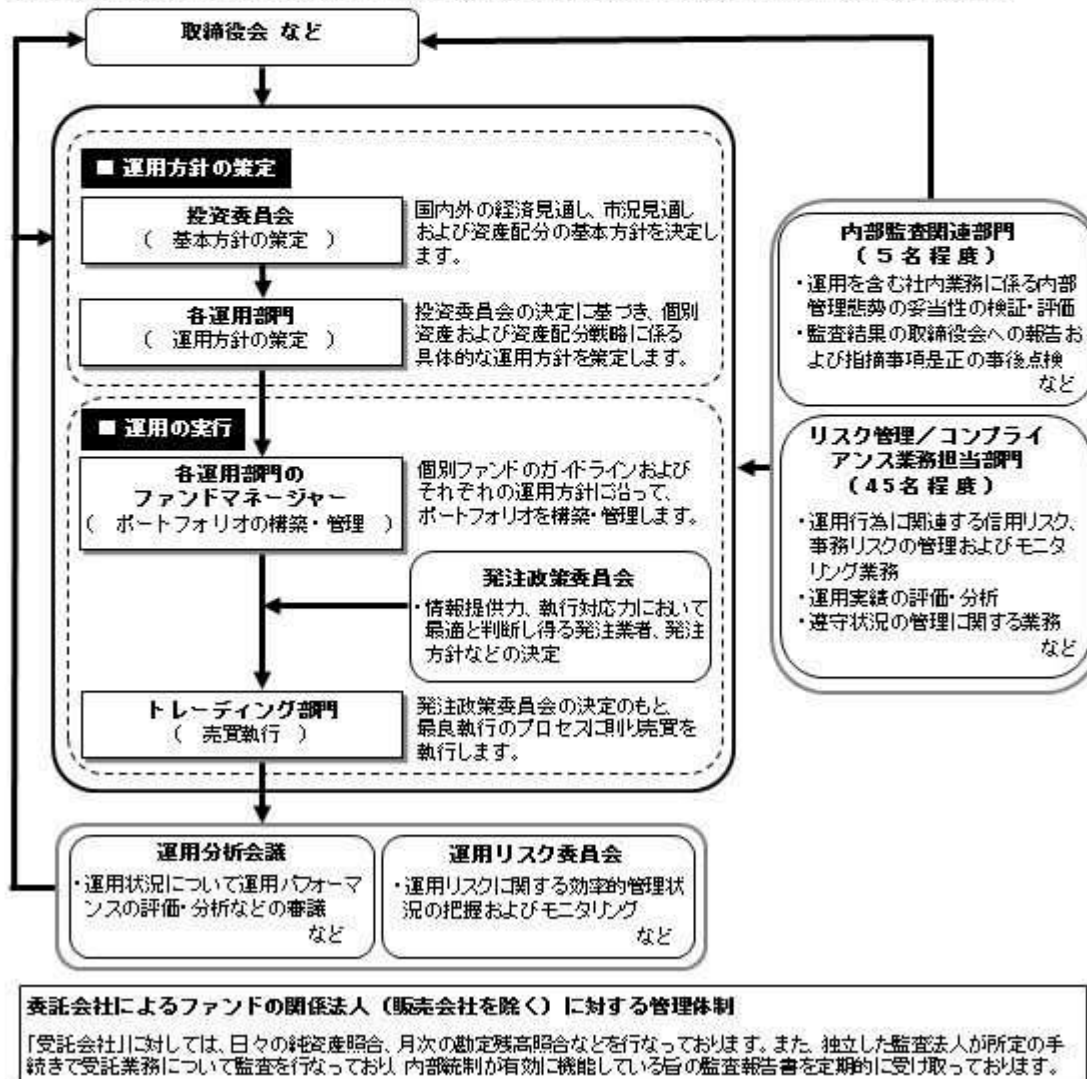 取締役会 など
■ 運用方針の策定
投資委員会
( 基本方針の策定 )
国内外の経済見通し、市況見通し
および資産配分の基本方針を決定し
ます。
各運用部門
( 運用方針の策定 )
投資委員会の決定に基づき、個別
資産および資産配分戦略に係る
具体的な運用方針を策定します。
■ 運用の実行
各運用部門の
ファンドマネージャー
( ポートフォリオの構築・管理 )
個別ファンドのガイドラインおよび
それぞれの運用方針に沿って、
ポートフォリオを構築・管理します。
発注政策委員会
・情報提供力、執行対応力において
最適と判断し得る発注業者、発注
方針などの決定
トレーディング部門
( 売買執行 )
発注政策委員会の決定のもと
最良執行のプロセスに則り売買を
執行します。
運用分析会議
・運用状況について運用パフォーマ
ンスの評価・分析などの審議
など
運用リスク委員会
・運用リスクに関する効率的管理状
況の把握およびモニタリング
など
内部監査関連部門
(5名程度)
・運用を含む社内業務に係る内部
管理態勢の妥当性の検証・評価
・監査結果の取締役会への報告お
よび指摘事項是正の事後点検
など
リスク管理/コンプライ
アンス業務担当部門
(45名程度)
・運用行為に関連する信用リスク、
事務リスクの管理およびモニタ
リング業務
・運用実績の評価・分析
・遵守状況の管理に関する業務
など
委託会社によるファンドの関係法人(販売会社を除く)に対する管理体制
「受託会社」に対しては、日々の純資産照合、月次の勘定残高照合などを行なっております。また、独立した監査法人が所定の手
続きで受託業務について監査を行なっており、内部統制が有効に機能している旨の監査報告書を定期的に受け取っております。